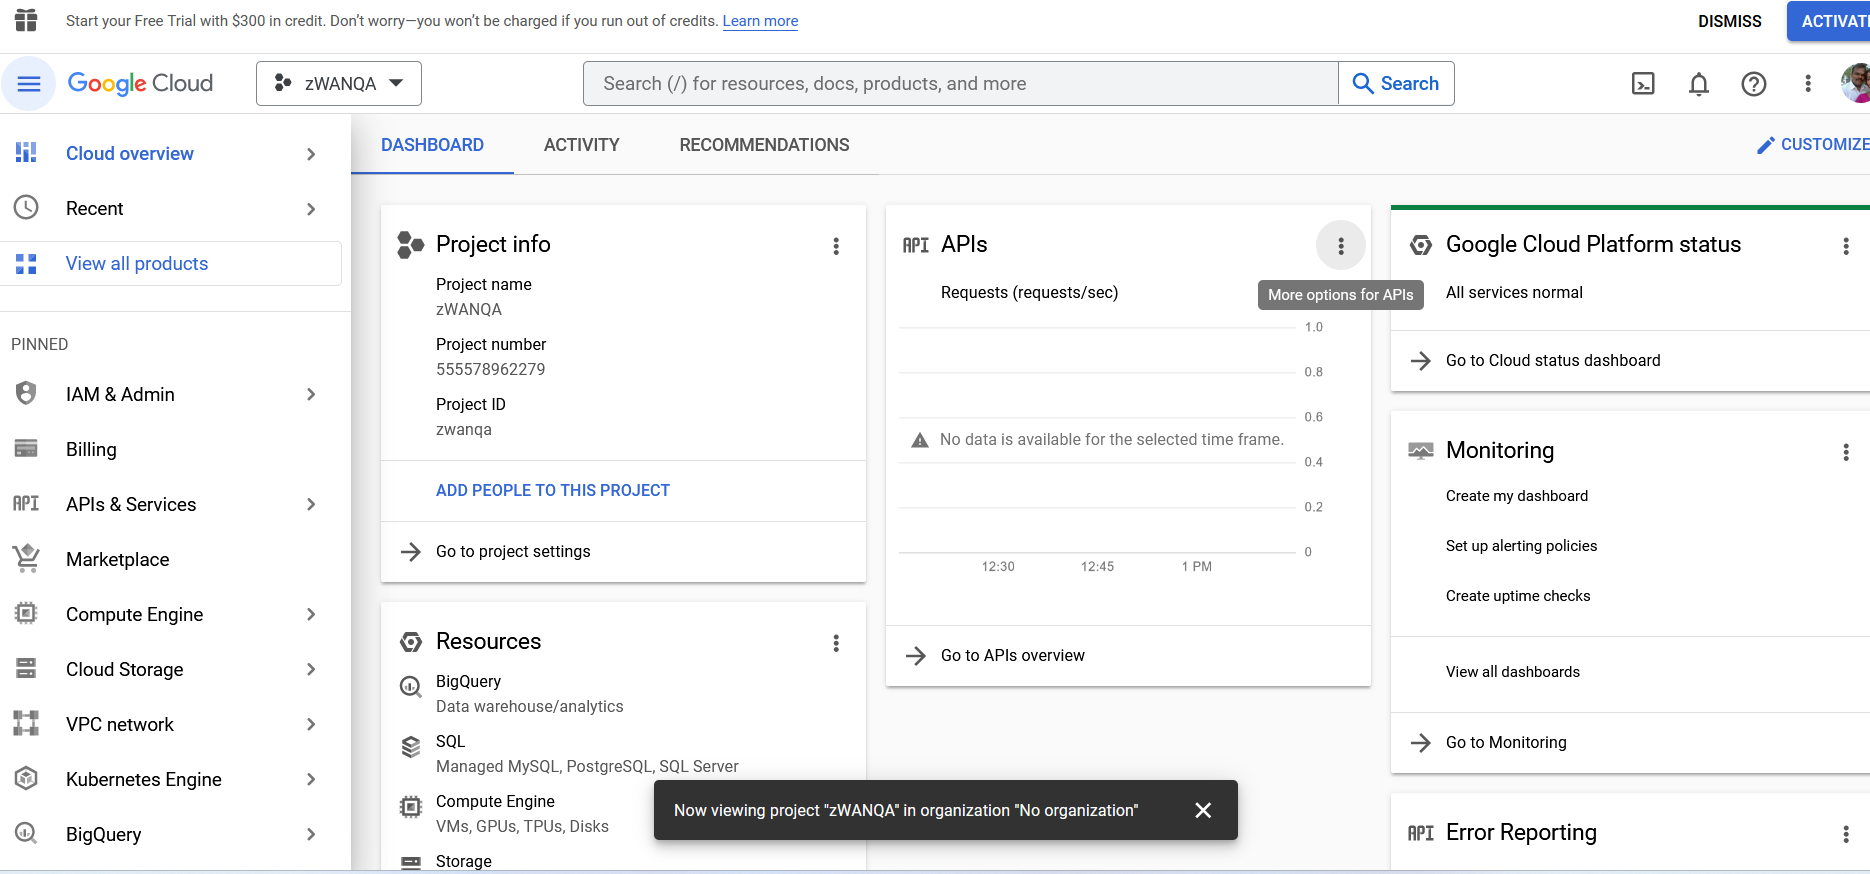 Start your Free Trial with $300 in credit. Don't worry—you won't be charged if you run out of credits. Learn more
DISMISS
Google Cloud
zWANQA
Search (/) for resources, docs, products, and more
Search
Cloud overview
Recent
View all products
PINNED
IAM & Admin
Billing
API
APIs & Services
Marketplace
Compute Engine
Cloud Storage
VPC network
Kubernetes Engine
BigQuery
DASHBOARD
ACTIVITY
RECOMMENDATIONS
CUSTOMIZE
Project info
Project name
zWANQA
Project number
555578962279
Project ID
zwanqa
ADD PEOPLE TO THIS PROJECT
Go to project settings
Resources
BigQuery
Data warehouse/analytics
SQL
Managed MySQL, PostgreSQL, SQL Server
Compute Engine
VMs, GPUs, TPUs, Disks
Storage
API APIs
Requests (requests/sec)
More options for APIs
1.0
0.8
0.6
No data is available for the selected time frame.
0.4
0.2
0
12:30
12:45
1 PM
Go to APIs overview
Google Cloud Platform status
All services normal
Go to Cloud status dashboard
Monitoring
Create my dashboard
Set up alerting policies
Create uptime checks
View all dashboards
Go to Monitoring
API Error Reporting
Now viewing project "zWANQA" in organization "No organization"